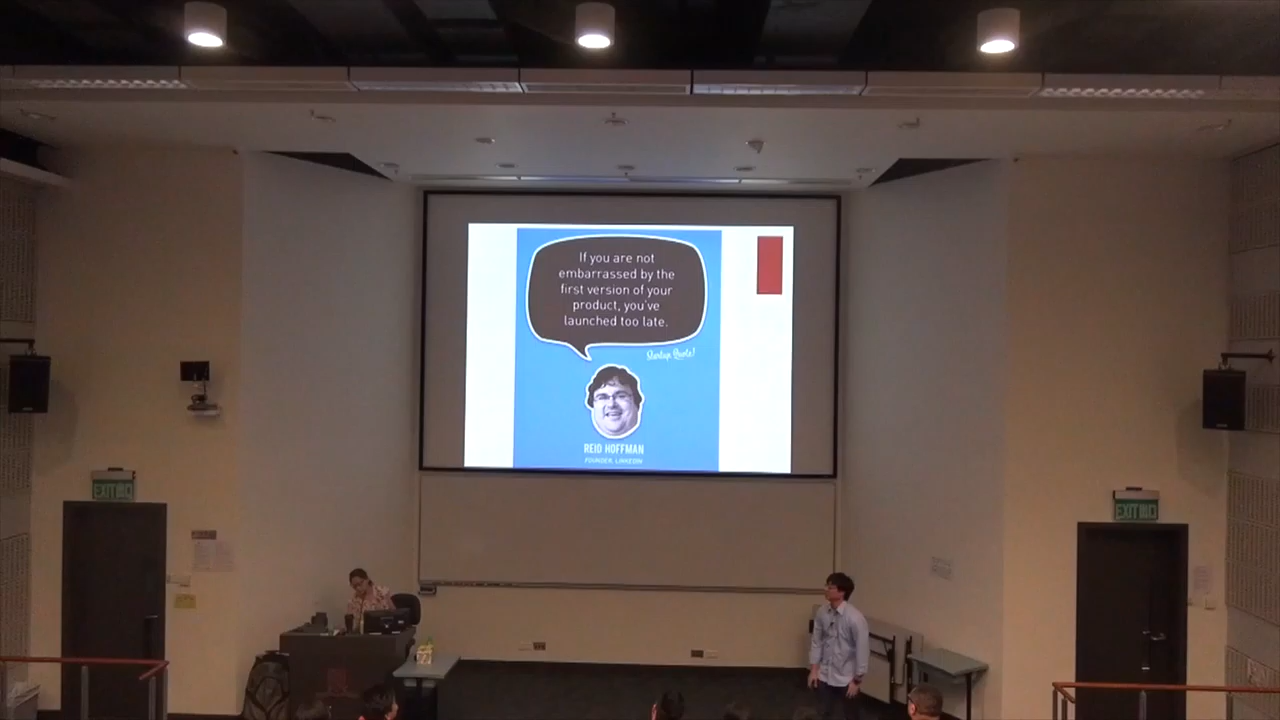 If you are not
embarrassed by the
first version of your
product, you've
launched too late.
Startup Quote!
REID HOFFMAN
FOUNDER, LINKEDIN
EXIT
EXIT